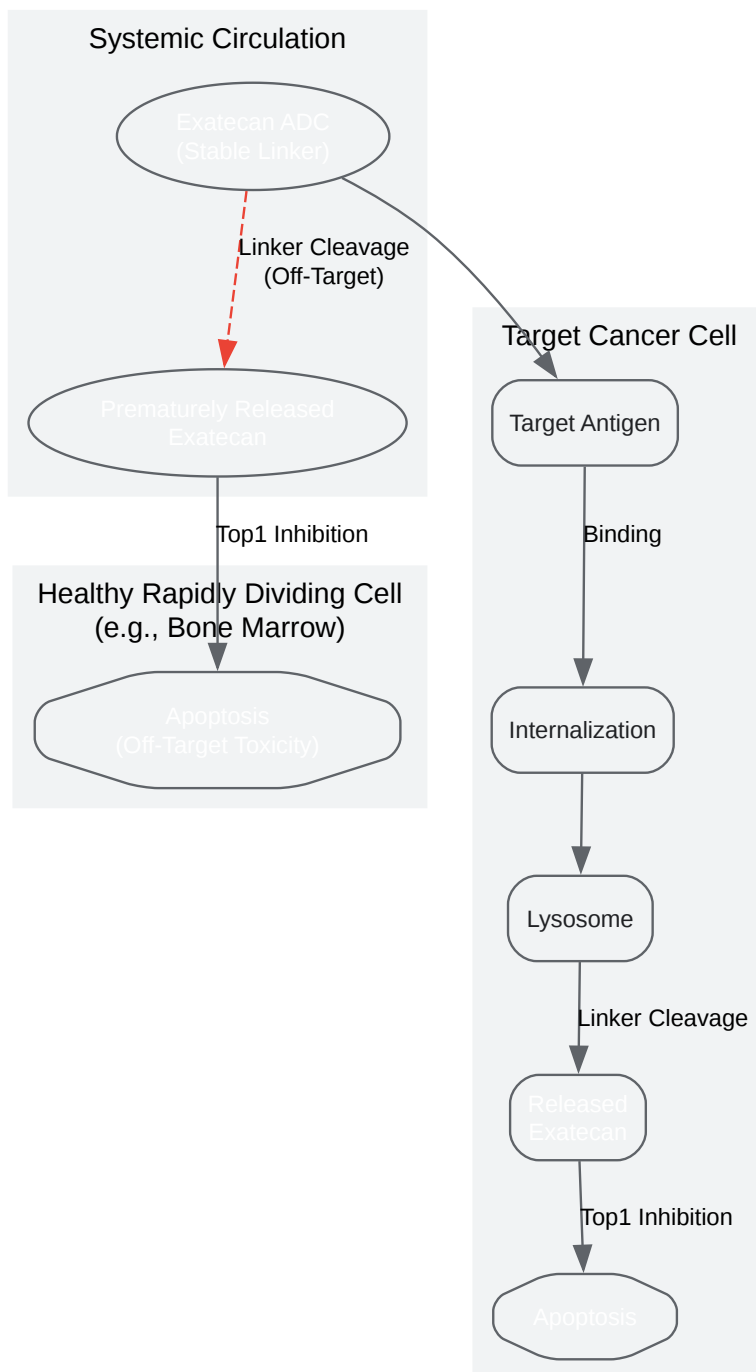 Systemic Circulation
Exatecan ADC
(Stable Linker)
Linker Cleavage
(Off-Target)
Prematurely Released
Exatecan
Top1 Inhibition
Healthy Rapidly Dividing Cell
(e.g., Bone Marrow)
Apoptosis
(Off-Target Toxicity)
Target Cancer Cell
Target Antigen
Binding
Internalization
Lysosome
Linker Cleavage
Released
Exatecan
Top1 Inhibition
Apoptosis